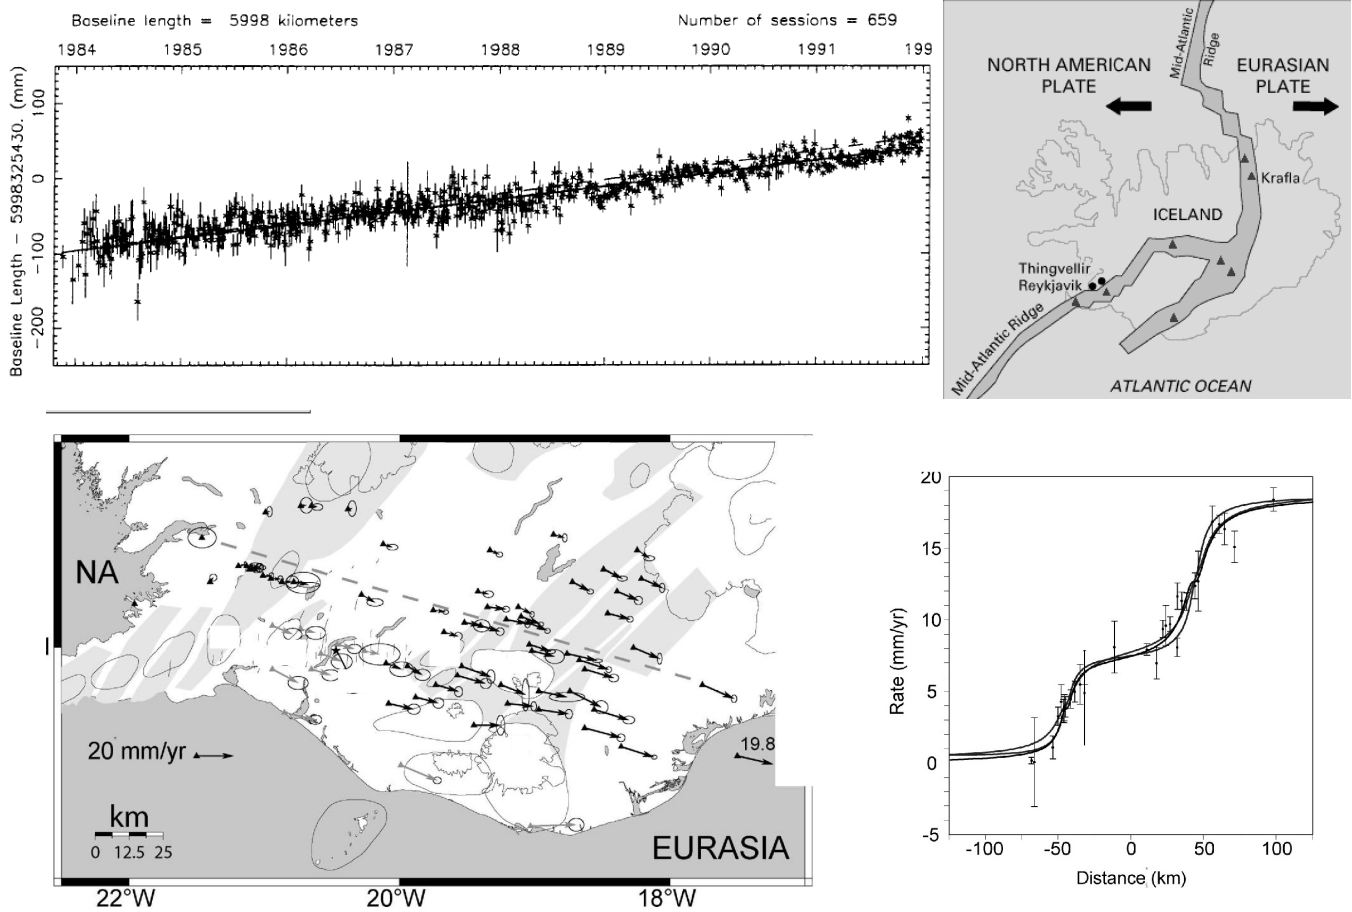 Baseline length = 5998 kilometers
Number of sessions = 659
1984 1985 1986 1987 1988 1989 1990 1991 199
Baseline Length - 5998325430. (mm)
100
0
-100
-200
Mid-Atlantic
Ridge
NORTH AMERICAN
PLATE
EURASIAN
PLATE
Krafla
ICELAND
Thingvellir
Reykjavik
Mid-Atlantic Ridge
ATLANTIC OCEAN
NA
20 mm/yr
19.8
km
0 12.5 25
EURASIA
22°W 20°W 18°W
Rate (mm/yr)
20
15
10
5
0
-5
-100 -50 0 50 100
Distance (km)